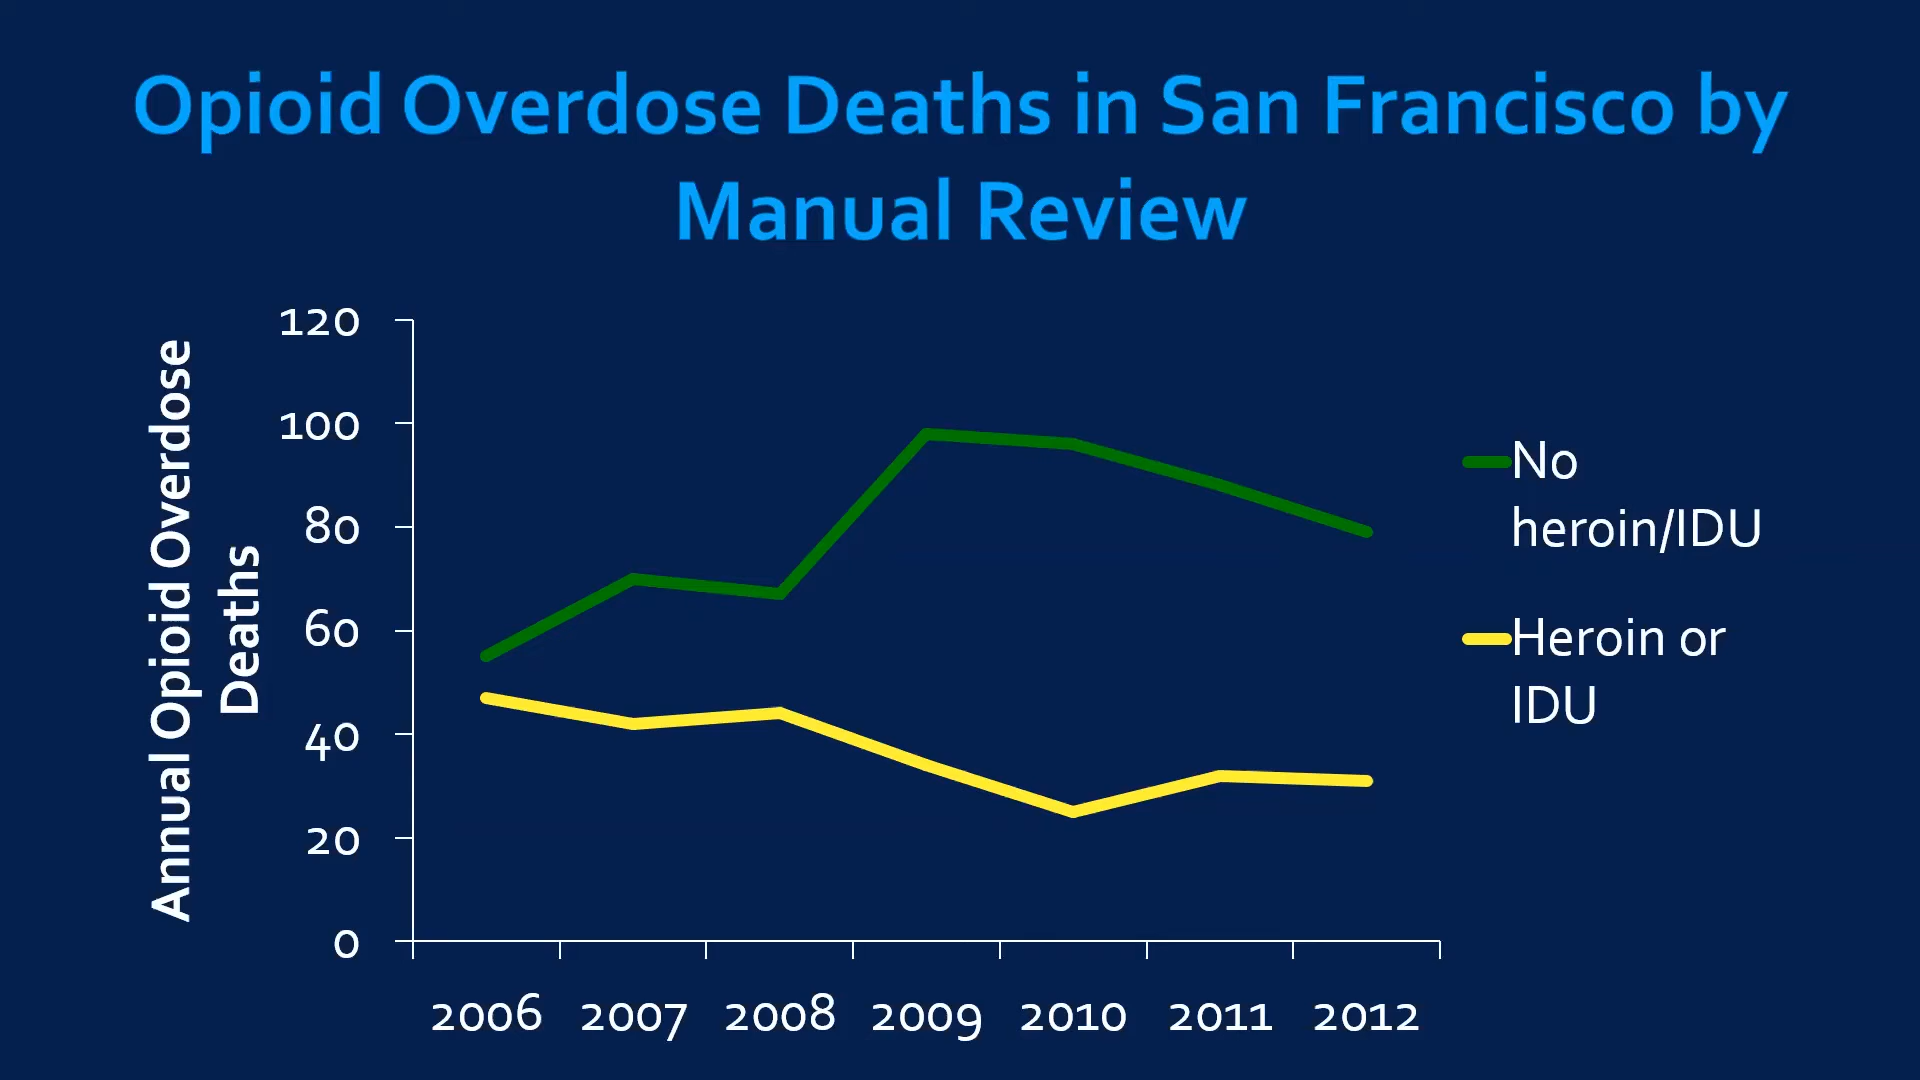 Opioid Overdose Deaths in San Francisco by
Manual Review
Annual Opioid Overdose
Deaths
120
100
80
60
40
20
0
2006 2007 2008 2009 2010 2011 2012
No
heroin/IDU
Heroin or
IDU